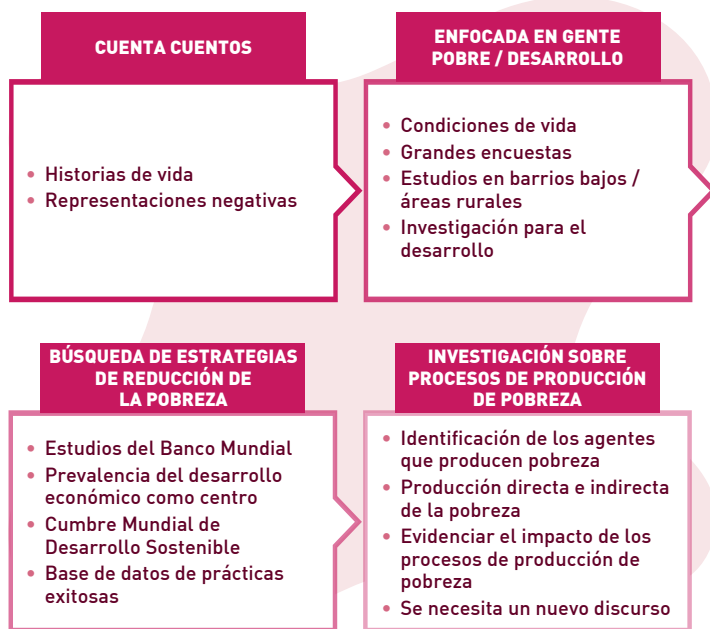 CUENTA CUENTOS
• Historias de vida
• Representaciones negativas
ENFOCADA EN GENTE
POBRE / DESARROLLO
• Condiciones de vida
• Grandes encuestas
• Estudios en barrios bajos /
áreas rurales
• Investigación para el
desarrollo
BÚSQUEDA DE ESTRATEGIAS
DE REDUCCIÓN DE
LA POBREZA
• Estudios del Banco Mundial
• Prevalencia del desarrollo
económico como centro
• Cumbre Mundial de
Desarrollo Sostenible
• Base de datos de prácticas
exitosas
INVESTIGACIÓN SOBRE
PROCESOS DE PRODUCCIÓN
DE POBREZA
• Identificación de los agentes
que producen pobreza
• Producción directa e indirecta
de la pobreza
• Evidenciar el impacto de los
procesos de producción de
pobreza
• Se necesita un nuevo discurso